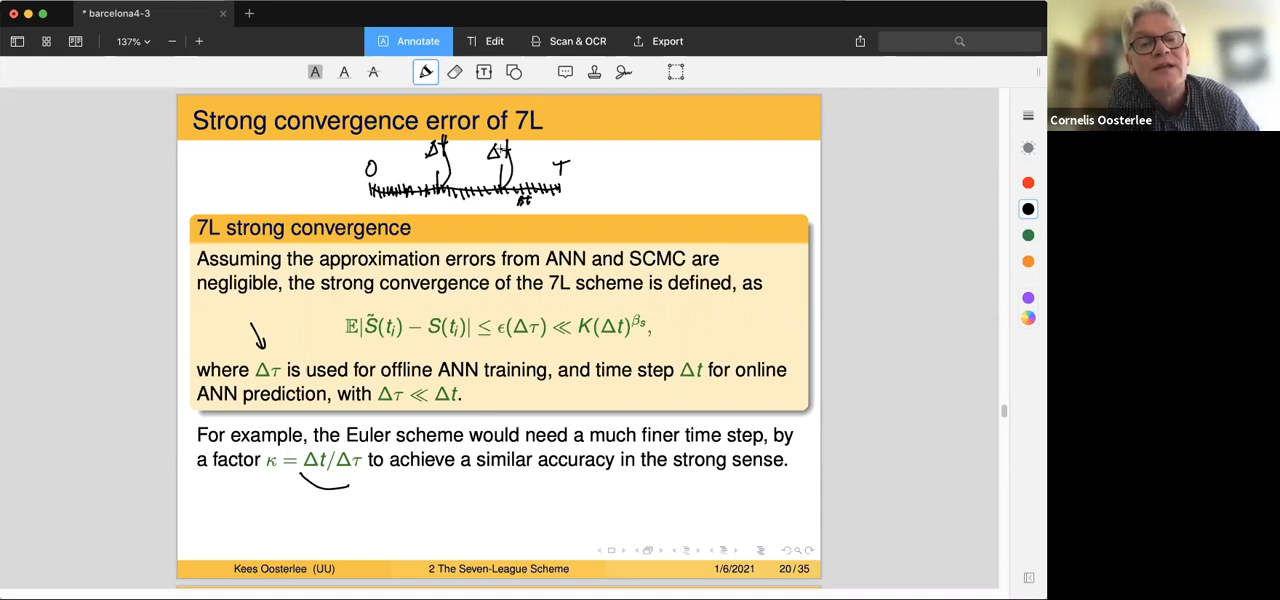 * barcelona4-3
137%
Annotate
Edit
Scan & OCR
Export
A A A
T
Cornelis Oosterlee
Strong convergence error of 7L
0 Δt Δt T
Δt
7L strong convergence
Assuming the approximation errors from ANN and SCMC are
negligible, the strong convergence of the 7L scheme is defined, as
𝔼|S̃(tᵢ) − S(tᵢ)| ≤ ϵ(Δτ) ≪ K(Δt)^βₛ,
where Δτ is used for offline ANN training, and time step Δt for online
ANN prediction, with Δτ ≪ Δt.
For example, the Euler scheme would need a much finer time step, by
a factor κ = Δt/Δτ to achieve a similar accuracy in the strong sense.
Kees Oosterlee (UU) 2 The Seven-League Scheme 1/6/2021 20 / 35